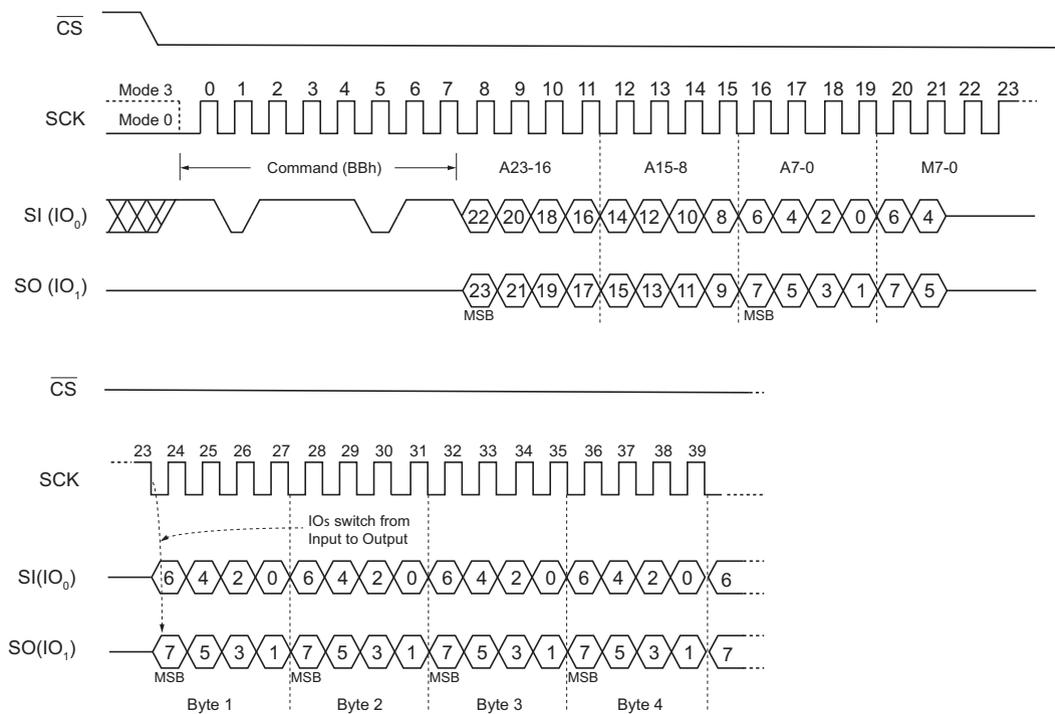 CS
Mode 3
0 1 2 3 4 5 6 7 8 9 10 11 12 13 14 15 16 17 18 19 20 21 22 23
SCK
Mode 0
Command (BBh) A23-16 A15-8 A7-0 M7-0
SI (IO0) 22 20 18 16 14 12 10 8 6 4 2 0 6 4
SO (IO1) 23 21 19 17 15 13 11 9 7 5 3 1 7 5
MSB MSB
CS
23 24 25 26 27 28 29 30 31 32 33 34 35 36 37 38 39
SCK
IOs switch from
Input to Output
SI(IO0) 6 4 2 0 6 4 2 0 6 4 2 0 6 4 2 0 6
SO(IO1) 7 5 3 1 7 5 3 1 7 5 3 1 7 5 3 1 7
MSB MSB MSB MSB
Byte 1 Byte 2 Byte 3 Byte 4